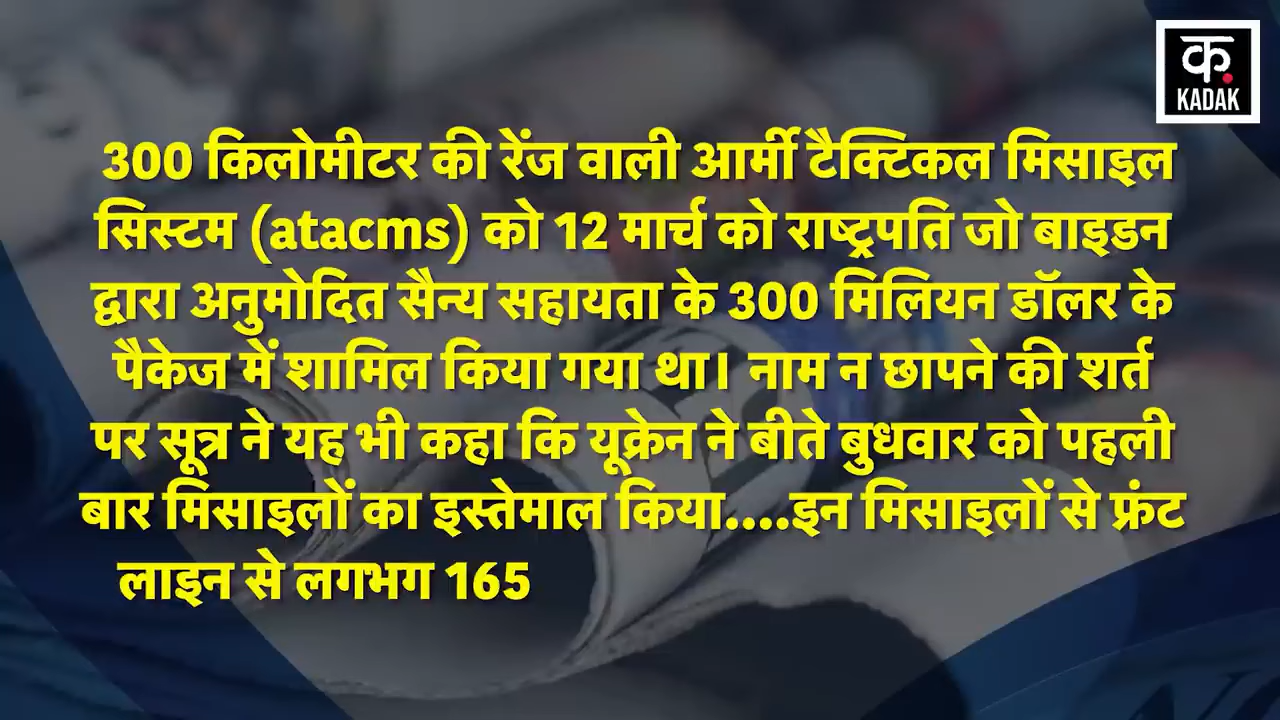 क
KADAK
300 किलोमीटर की रेंज वाली आर्मी टैक्टिकल मिसाइल
सिस्टम (atacms) को 12 मार्च को राष्ट्रपति जो बाइडन
द्वारा अनुमोदित सैन्य सहायता के 300 मिलियन डॉलर के
पैकेज में शामिल किया गया था। नाम न छापने की शर्त
पर सूत्र ने यह भी कहा कि यूक्रेन ने बीते बुधवार को पहली
बार मिसाइलों का इस्तेमाल किया....इन मिसाइलों से फ्रंट
लाइन से लगभग 165